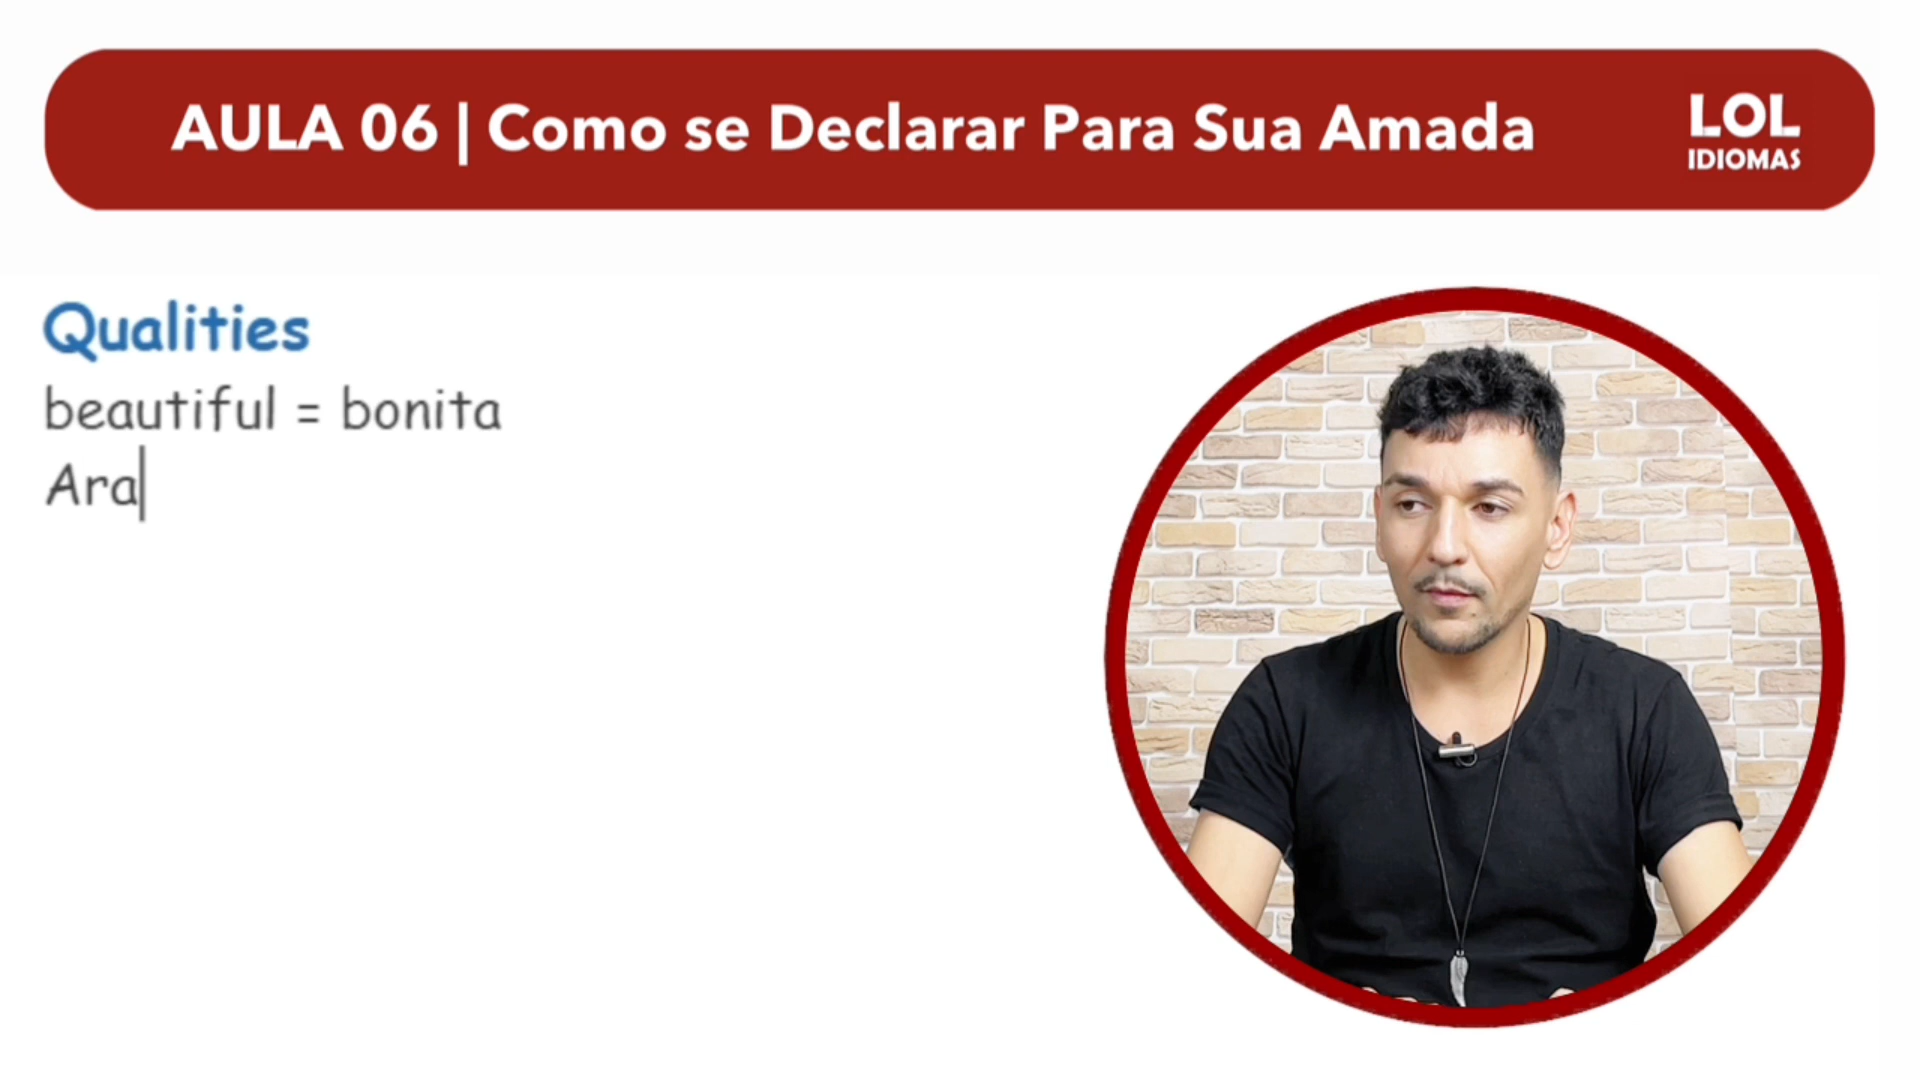 AULA 06 | Como se Declarar Para Sua Amada
LOL
IDIOMAS
Qualities
beautiful = bonita
Ara